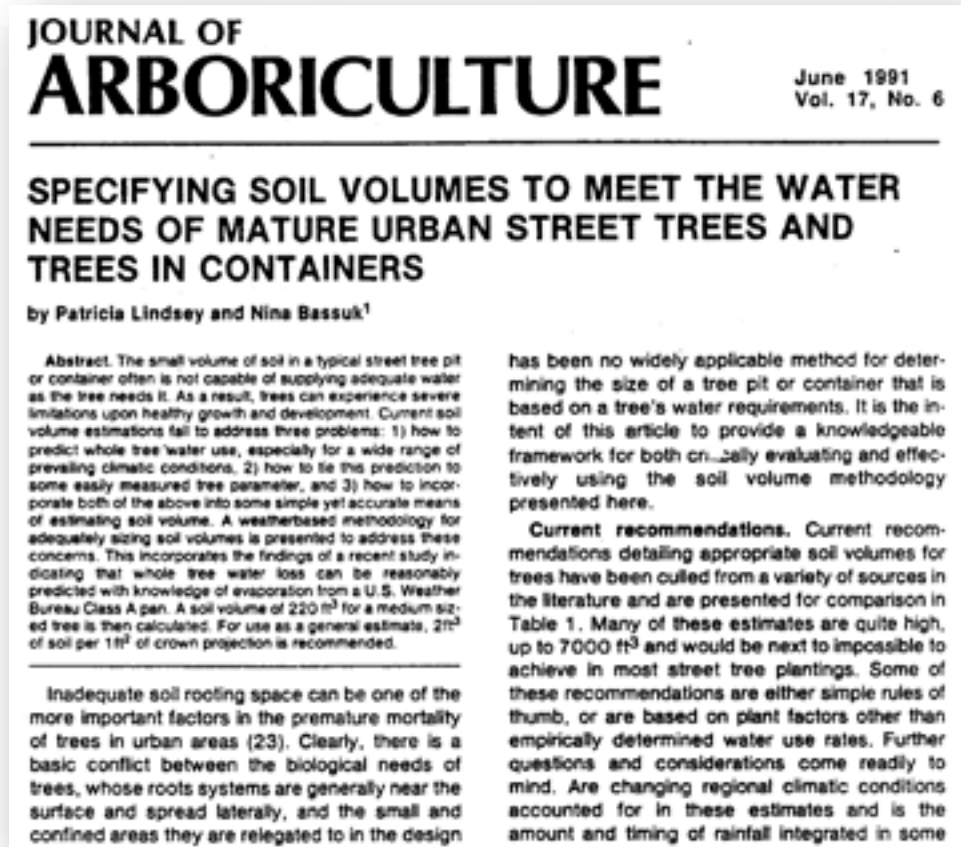 JOURNAL OF
ARBORICULTURE
June 1991
Vol. 17, No. 6
SPECIFYING SOIL VOLUMES TO MEET THE WATER
NEEDS OF MATURE URBAN STREET TREES AND
TREES IN CONTAINERS
by Patricia Lindsey and Nina Bassuk¹
Abstract. The small volume of soil in a typical street tree pit
or container often is not capable of supplying adequate water
as the tree needs it. As a result, trees can experience severe
limitations upon healthy growth and development. Current soil
volume estimations fail to address three problems: 1) how to
predict whole tree water use, especially for a wide range of
prevailing climatic conditions, 2) how to tie this prediction to
some easily measured tree parameter, and 3) how to incor-
porate both of the above into some simple yet accurate means
of estimating soil volume. A weatherbased methodology for
adequately sizing soil volumes is presented to address these
concerns. This incorporates the findings of a recent study in-
dicating that whole tree water loss can be reasonably
predicted with knowledge of evaporation from a U.S. Weather
Bureau Class A pan. A soil volume of 220 ft³ for a medium siz-
ed tree is then calculated. For use as a general estimate, 2ft³
of soil per 1ft² of crown projection is recommended.
Inadequate soil rooting space can be one of the
more important factors in the premature mortality
of trees in urban areas (23). Clearly, there is a
basic conflict between the biological needs of
trees, whose roots systems are generally near the
surface and spread laterally, and the small and
confined areas they are relegated to in the design
has been no widely applicable method for deter-
mining the size of a tree pit or container that is
based on a tree's water requirements. It is the in-
tent of this article to provide a knowledgeable
framework for both evaluating and effec-
tively using the soil volume methodology
presented here.
Current recommendations. Current recom-
mendations detailing appropriate soil volumes for
trees have been culled from a variety of sources in
the literature and are presented for comparison in
Table 1. Many of these estimates are quite high,
up to 7000 ft³ and would be next to impossible to
achieve in most street tree plantings. Some of
these recommendations are either simple rules of
thumb, or are based on plant factors other than
empirically determined water use rates. Further
questions and considerations come readily to
mind. Are changing regional climatic conditions
accounted for in these estimates and is the
amount and timing of rainfall integrated in some